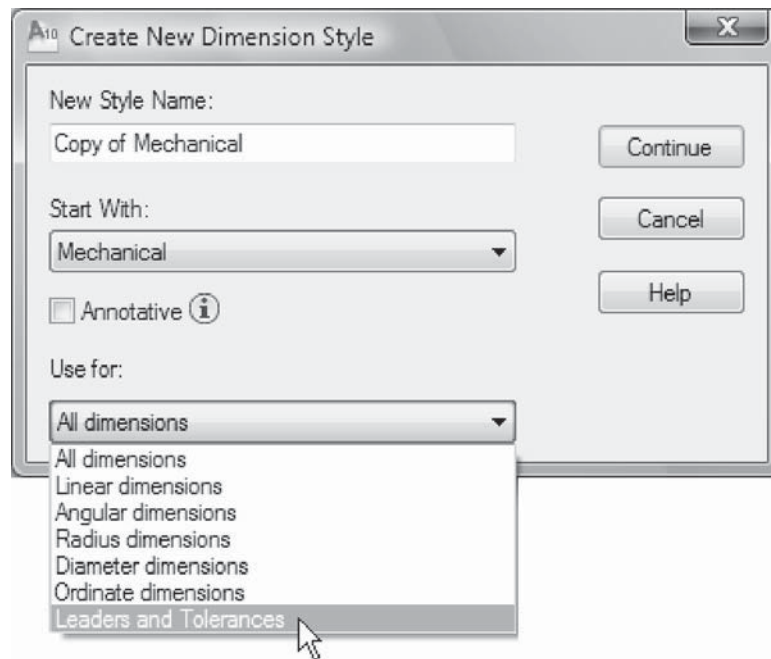 A10 Create New Dimension Style X
New Style Name:
Copy of Mechanical
Continue
Start With:
Mechanical
Cancel
Annotative i
Help
Use for:
All dimensions
All dimensions
Linear dimensions
Angular dimensions
Radius dimensions
Diameter dimensions
Ordinate dimensions
Leaders and Tolerances